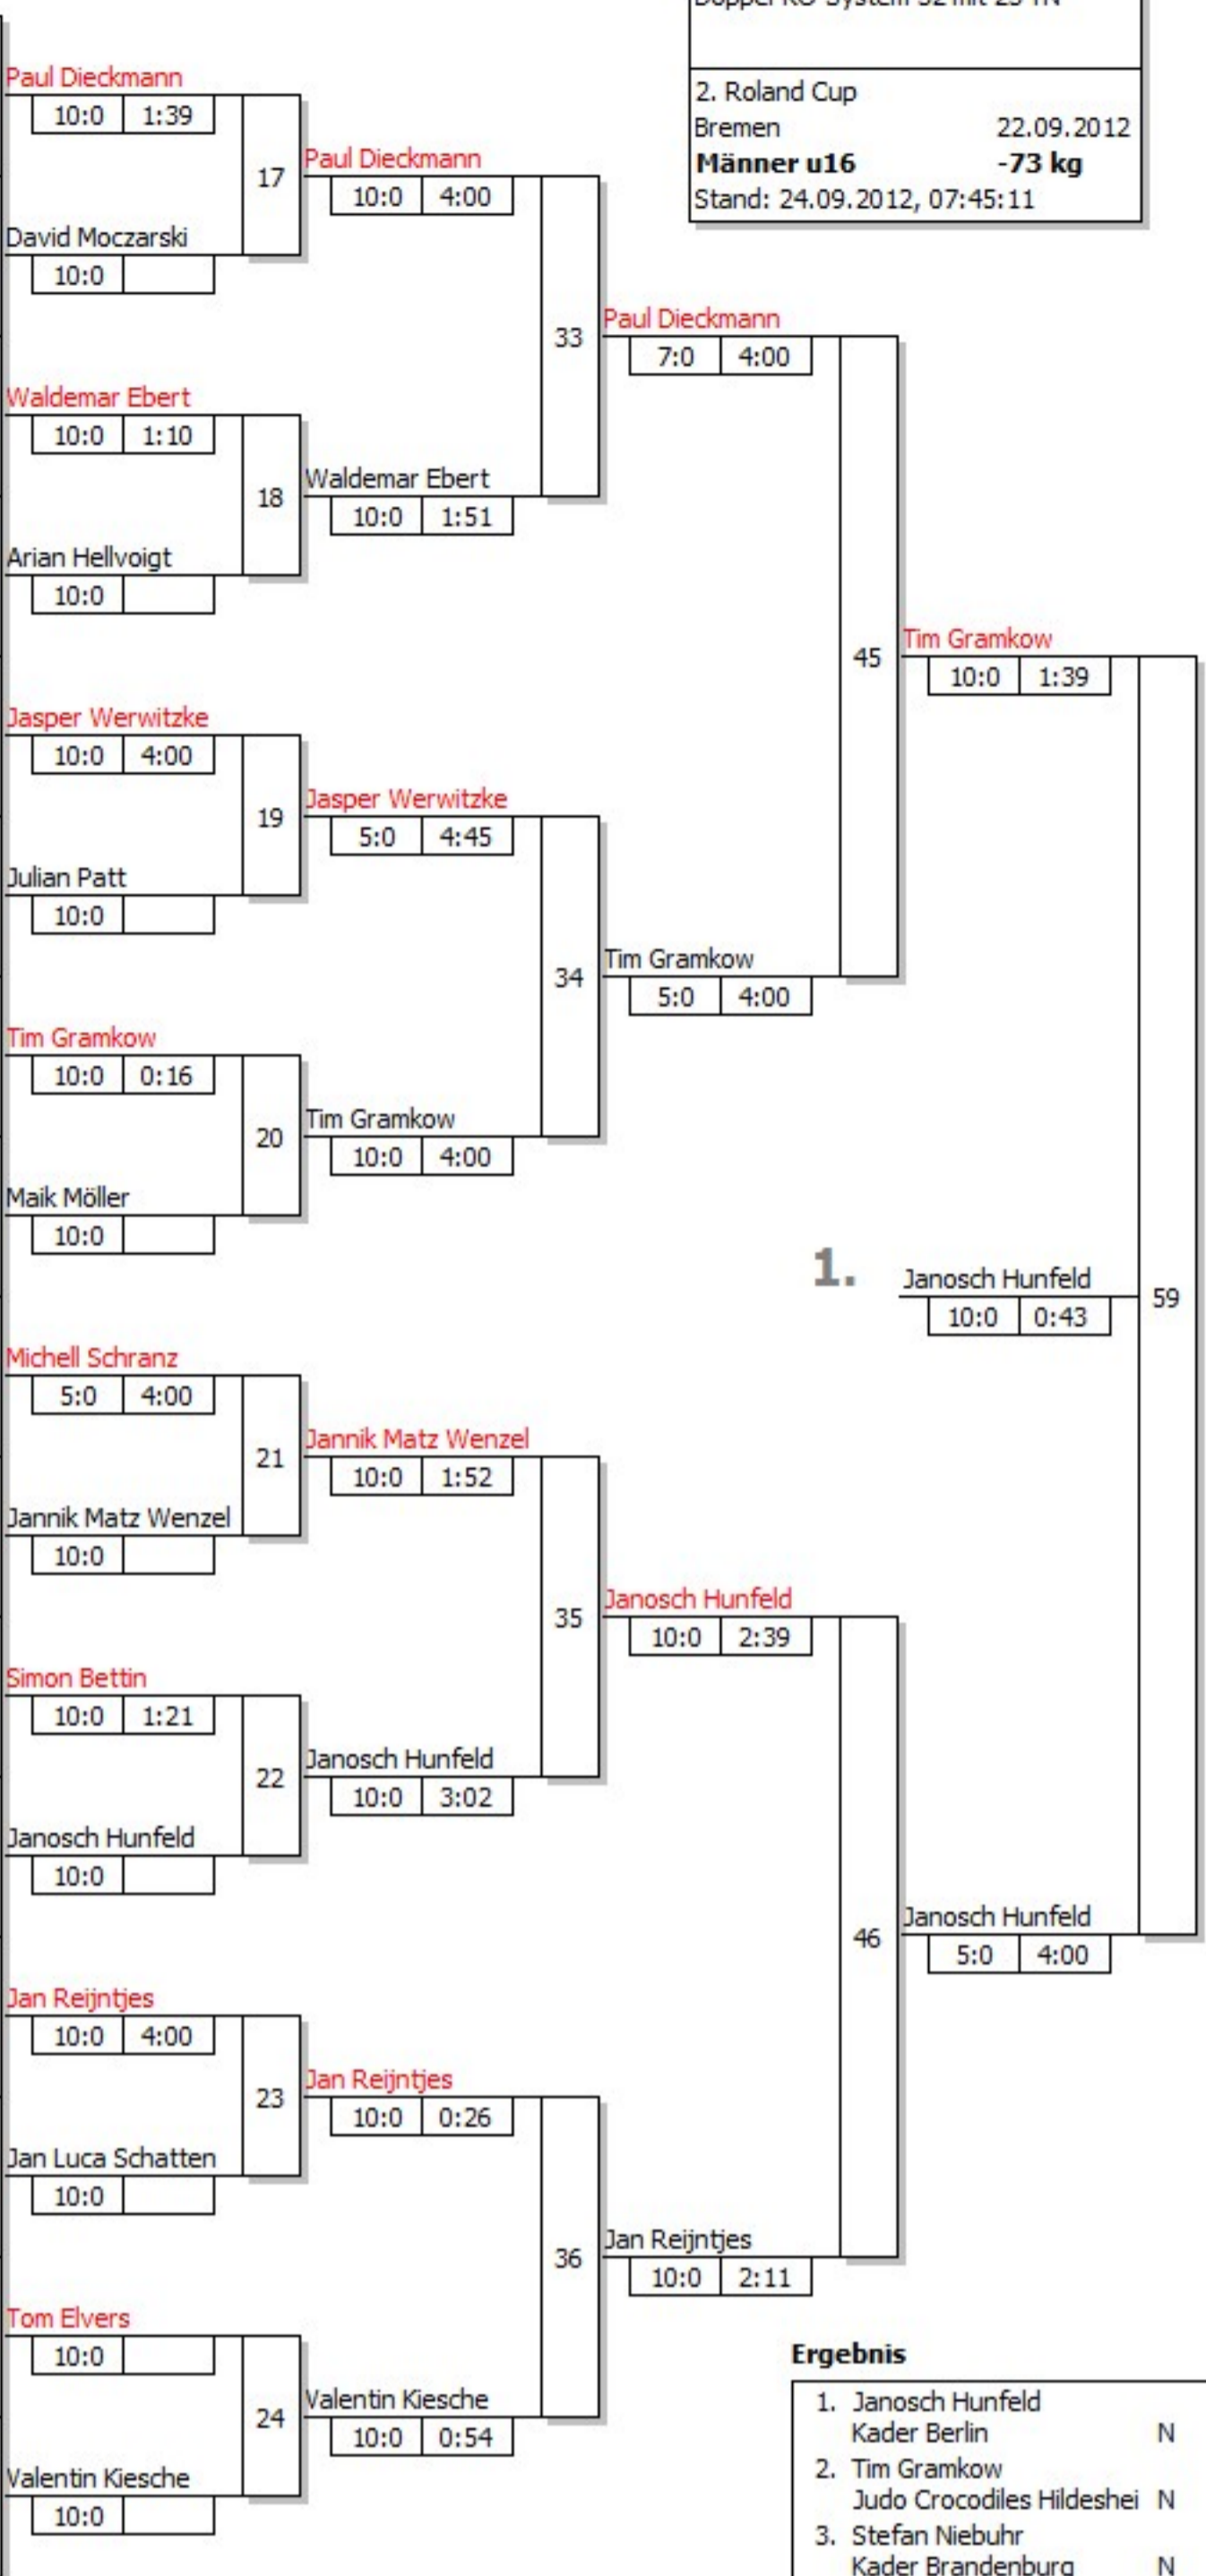 Doppel-KO-System 32 mit 23 TN
2. Roland Cup
Bremen 22.09.2012
Männer u16 -73 kg
Stand: 24.09.2012, 07:45:11
Paul Dieckmann
10:0 1:39
17
David Moczarski
10:0
Waldemar Ebert
10:0 1:10
18
Arian Hellvoigt
10:0
Jasper Werwitzke
10:0 4:00
19
Julian Patt
10:0
Tim Gramkow
10:0 0:16
20
Maik Möller
10:0
Michell Schranz
5:0 4:00
21
Jannik Matz Wenzel
10:0
Simon Bettin
10:0 1:21
22
Janosch Hunfeld
10:0
Jan Reijntjes
10:0 4:00
23
Jan Luca Schatten
10:0
Tom Elvers
10:0
24
Valentin Kiesche
10:0
Paul Dieckmann
10:0 4:00
33
Waldemar Ebert
10:0 1:51
Jasper Werwitzke
5:0 4:45
34
Tim Gramkow
10:0 4:00
Jannik Matz Wenzel
10:0 1:52
35
Janosch Hunfeld
10:0 3:02
Jan Reijntjes
10:0 0:26
36
Valentin Kiesche
10:0 0:54
Paul Dieckmann
7:0 4:00
45
Tim Gramkow
5:0 4:00
Janosch Hunfeld
10:0 2:39
46
Jan Reijntjes
10:0 2:11
Tim Gramkow
10:0 1:39
1.
Janosch Hunfeld
10:0 0:43
59
Janosch Hunfeld
5:0 4:00
Ergebnis
1. Janosch Hunfeld
Kader Berlin N
2. Tim Gramkow
Judo Crocodiles Hildeshei N
3. Stefan Niebuhr
Kader Brandenburg N